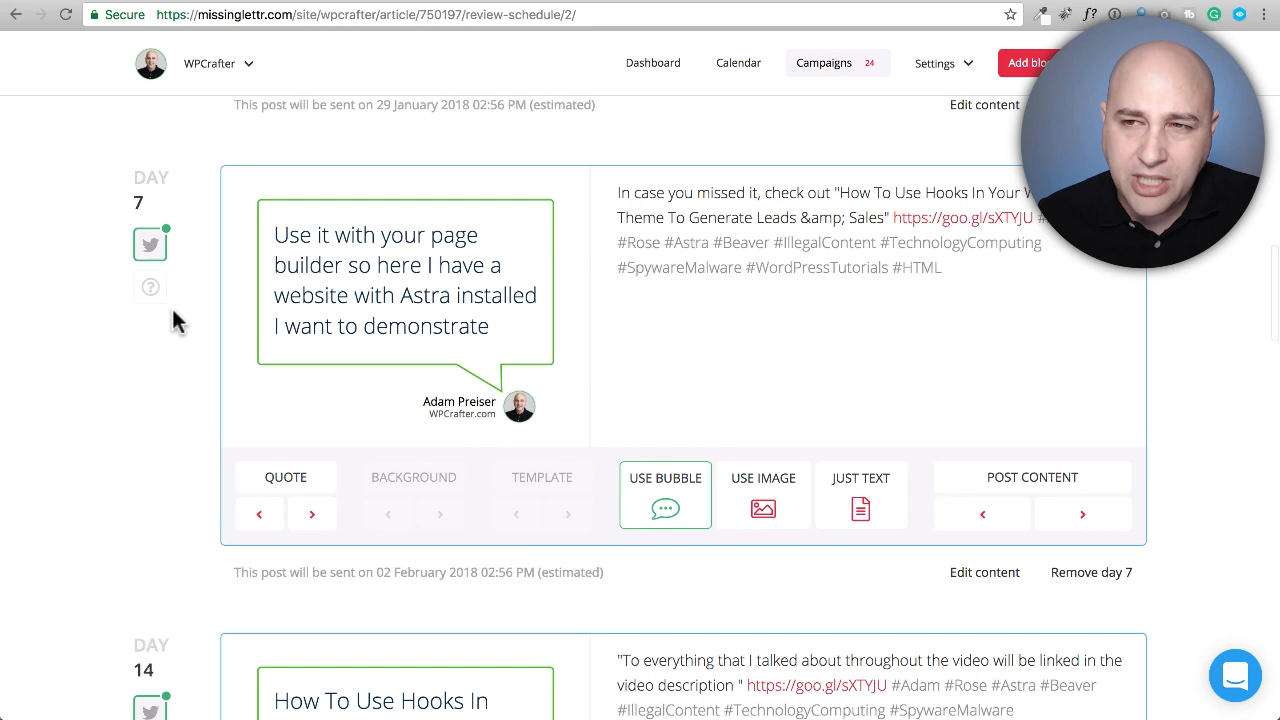 Secure
https://missinglettr.com/site/wpcrafter/article/750197/review-schedule/2/
WPCrafter
Dashboard
Calendar
Campaigns 24
Settings
Add
This post will be sent on 29 January 2018 02:56 PM (estimated)
Edit content
DAY
7
Use it with your page
builder so here I have a
website with Astra installed
I want to demonstrate
Adam Preiser
WPCrafter.com
In case you missed it, check out "How To Use Hooks In Your
Theme To Generate Leads &amp; Sales" https://goo.gl/sXTYJU
#Rose #Astra #Beaver #IllegalContent #TechnologyComputing
#SpywareMalware #WordPressTutorials #HTML
QUOTE
BACKGROUND
TEMPLATE
USE BUBBLE
USE IMAGE
JUST TEXT
POST CONTENT
This post will be sent on 02 February 2018 02:56 PM (estimated)
Edit content
Remove day 7
DAY
14
How To Use Hooks In
"To everything that I talked about throughout the video will be linked in the
video description " https://goo.gl/sXTYJU #Adam #Rose #Astra #Beaver
#IllegalContent #TechnologyComputing #SpywareMalware